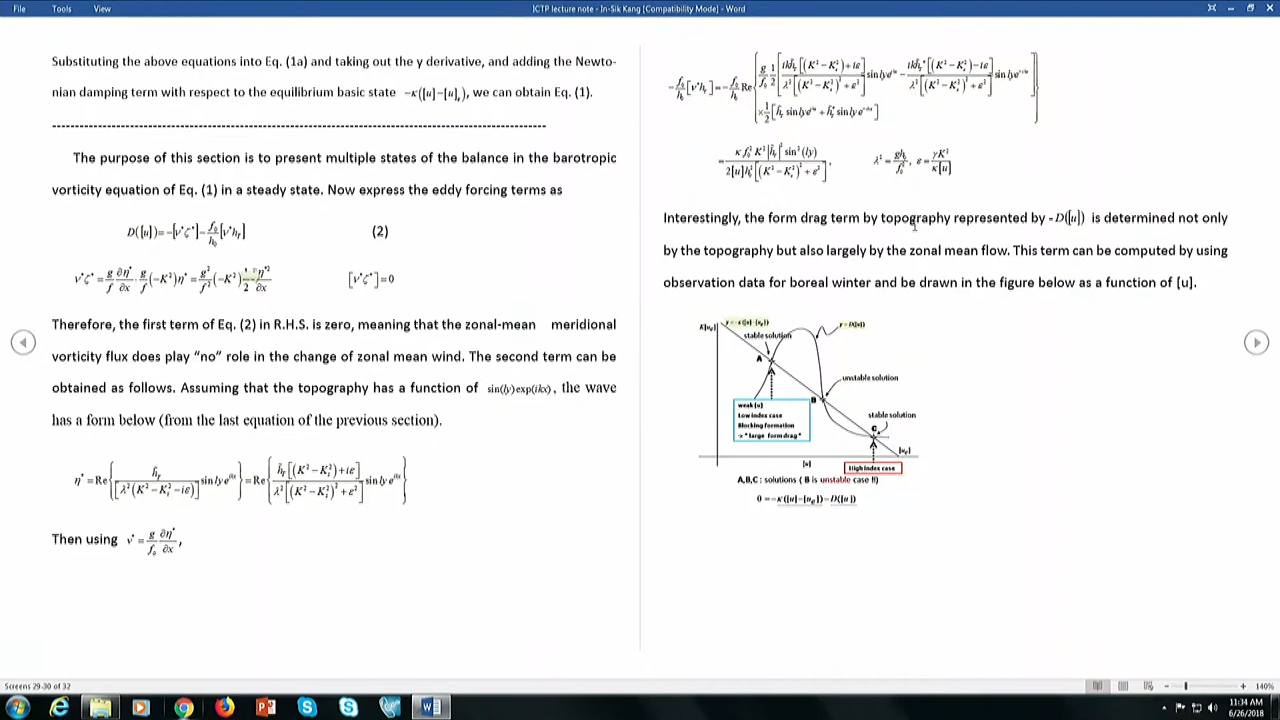 File Tools View
ICTP lecture note - In-Sik Kang [Compatibility Mode] - Word
Substituting the above equations into Eq. (1a) and taking out the y derivative, and adding the Newto-
nian damping term with respect to the equilibrium basic state −κ([u]−[u]ₑ), we can obtain Eq. (1).
The purpose of this section is to present multiple states of the balance in the barotropic
vorticity equation of Eq. (1) in a steady state. Now express the eddy forcing terms as
D([u])=−[v*ζ*]−f₀/h₀[v*h_T] (2)
[v*ζ*]=0
Therefore, the first term of Eq. (2) in R.H.S. is zero, meaning that the zonal-mean meridional
vorticity flux does play “no” role in the change of zonal mean wind. The second term can be
obtained as follows. Assuming that the topography has a function of sin(ly)exp(ikx), the wave
has a form below (from the last equation of the previous section).
Then using v* = g/f₀ ∂η*/∂x,
Interestingly, the form drag term by topography represented by -D([u]) is determined not only
by the topography but also largely by the zonal mean flow. This term can be computed by using
observation data for boreal winter and be drawn in the figure below as a function of [u].
stable solution
A
unstable solution
weak [u]
Low index case
Blocking formation
→ " large form drag "
B
stable solution
C
[u]
High index case
A,B,C : solutions ( B is unstable case !!)
0 = −κ([u]−[u_e])−D([u])
Screens 29-30 of 32
140%
11:34 AM
6/26/2018